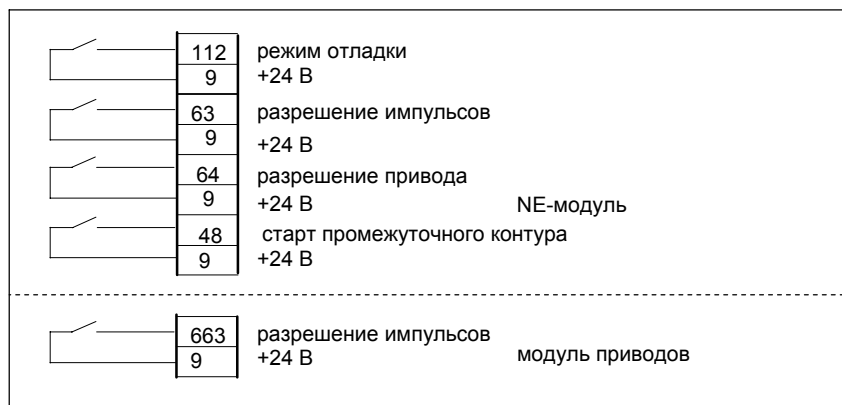 112 режим отладки
9 +24 В
63 разрешение импульсов
9 +24 В
64 разрешение привода
9 +24 В NE-модуль
48 старт промежуточного контура
9 +24 В
663 разрешение импульсов
9 +24 В модуль приводов